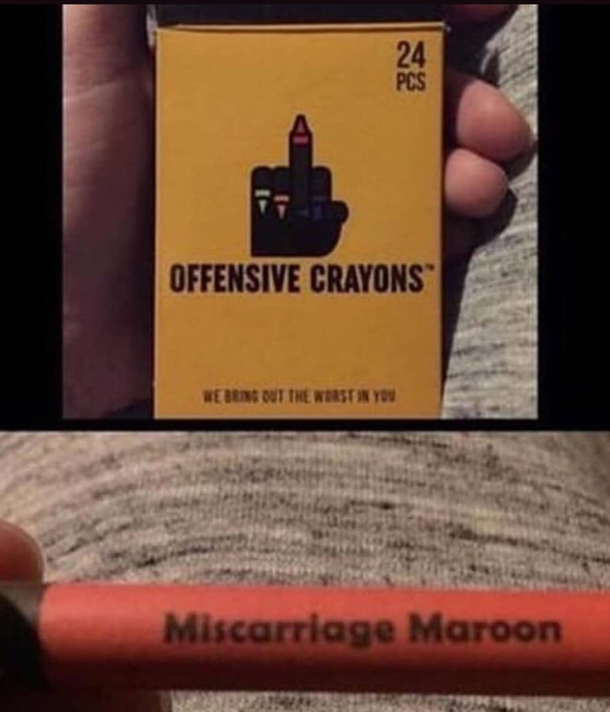 24
PCS
OFFENSIVE CRAYONS™
WE BRING OUT THE WORST IN YOU
Miscarriage Maroon